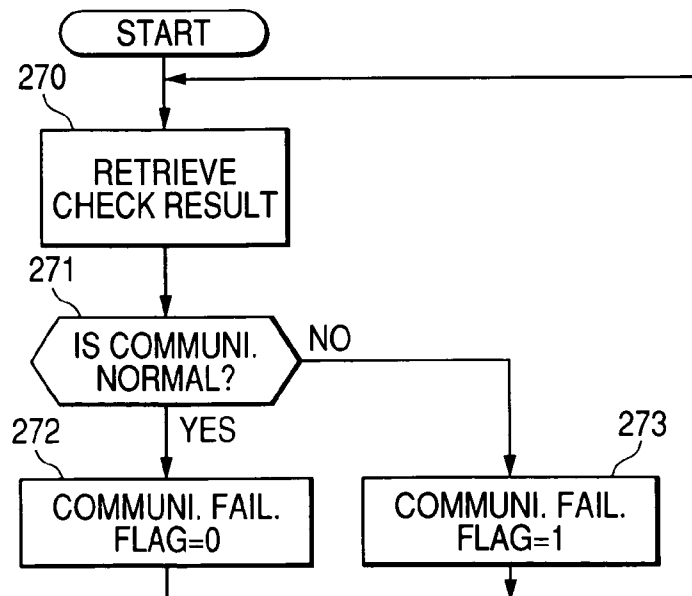 START
270
RETRIEVE
CHECK RESULT
271
IS COMMUNI.
NORMAL?
NO
YES
272
COMMUNI. FAIL.
FLAG=0
273
COMMUNI. FAIL.
FLAG=1